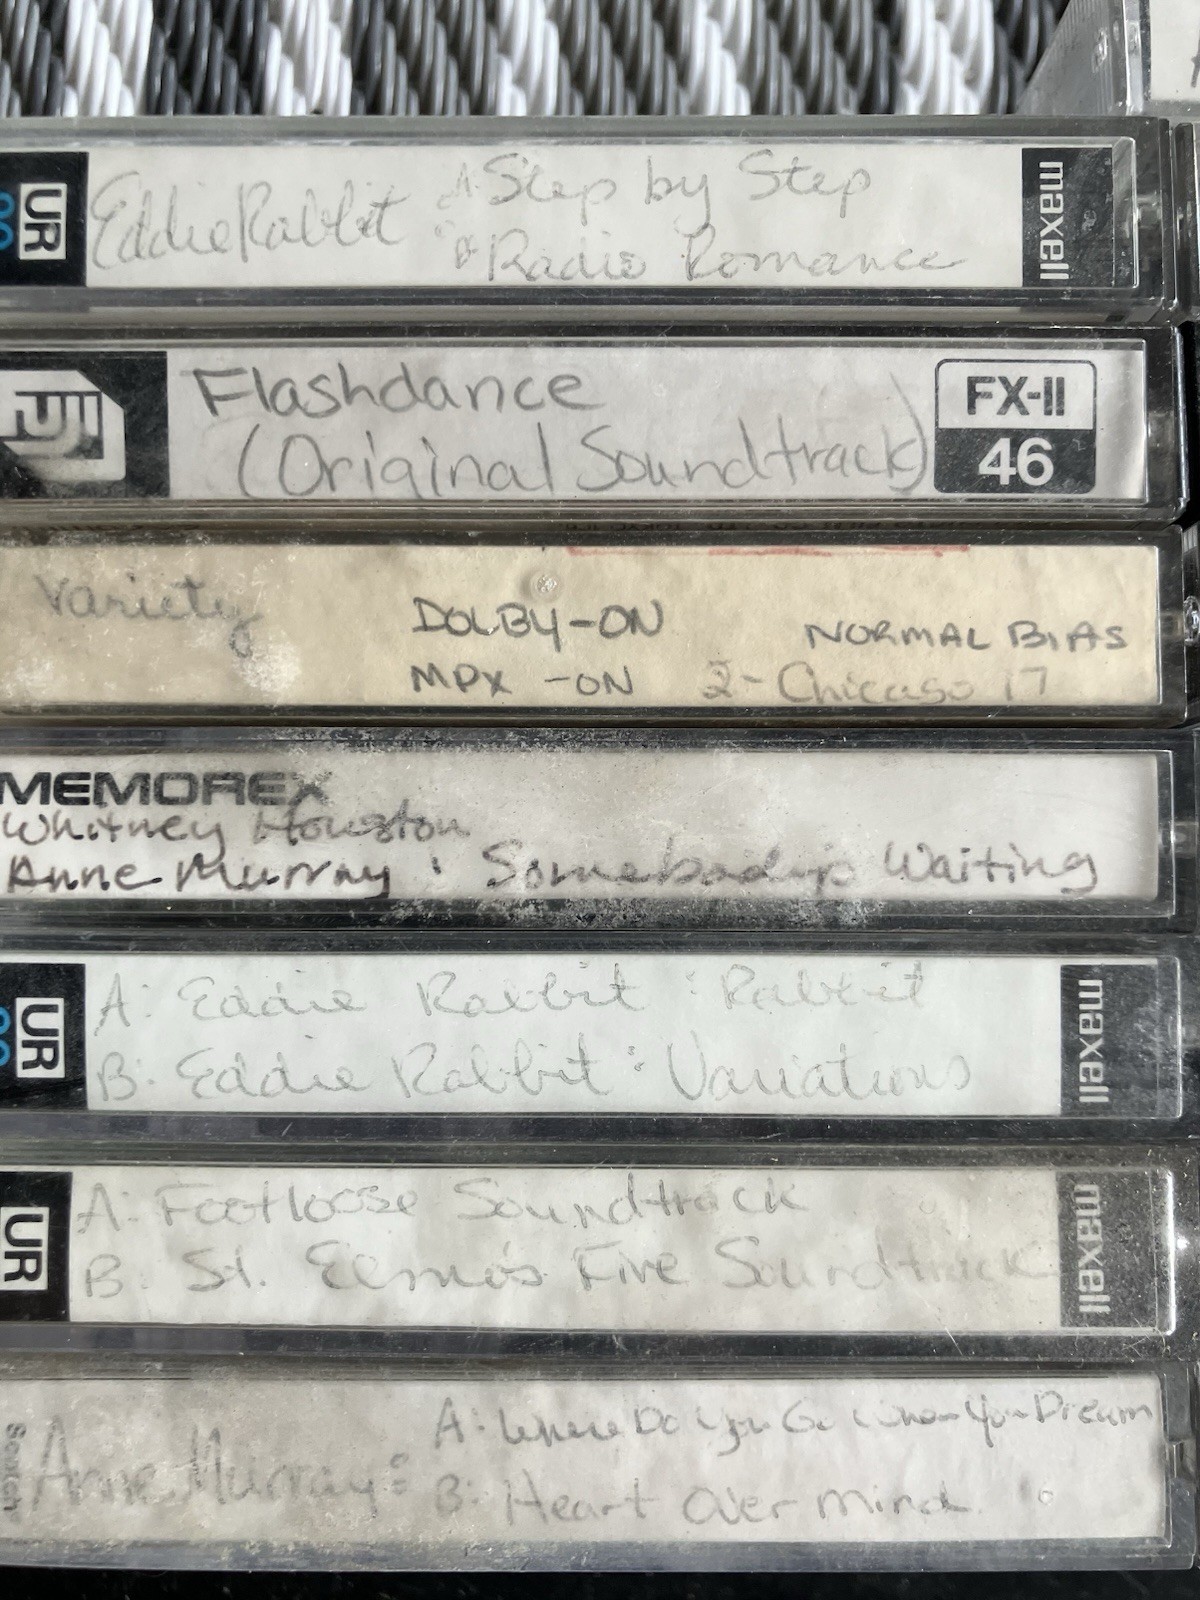 UR
90
Eddie Rabbit
A: Step by Step
B: Radio Romance
maxell
FUJI
Flashdance
(Original Soundtrack)
FX-II
46
Variety
DOLBY-ON
MPX -ON
NORMAL BIAS
2- Chicago 17
MEMOREX
Whitney Houston
Anne Murray: Somebody's Waiting
UR
90
A: Eddie Rabbit : Rabbit
B: Eddie Rabbit : Variations
maxell
UR
A: Footloose Soundtrack
B: St. Elmo's Fire Soundtrack
maxell
Scotch
Anne Murray:
A: Where Do You Go When You Dream
B: Heart Over Mind